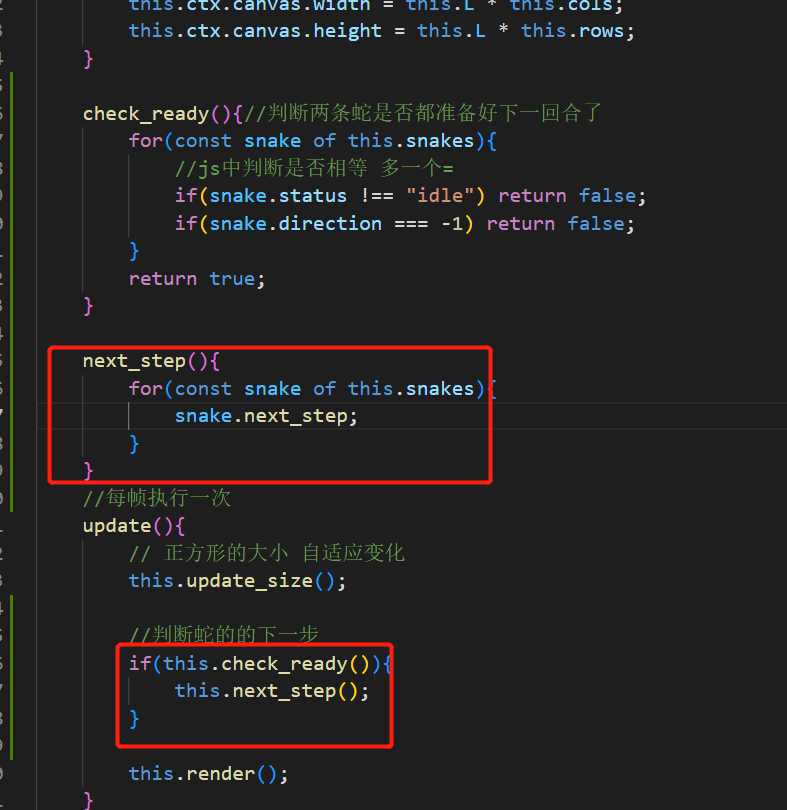 this.ctx.canvas.width = this.L * this.cols;
this.ctx.canvas.height = this.L * this.rows;
}
check_ready(){//判断两条蛇是否都准备好下一回合了
for(const snake of this.snakes){
//js中判断是否相等 多一个=
if(snake.status !== "idle") return false;
if(snake.direction === -1) return false;
}
return true;
}
next_step(){
for(const snake of this.snakes){
snake.next_step;
}
}
//每帧执行一次
update(){
// 正方形的大小 自适应变化
this.update_size();
//判断蛇的的下一步
if(this.check_ready()){
this.next_step();
}
this.render();
}